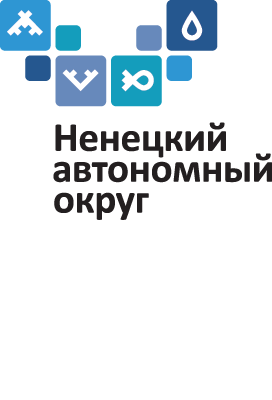 Ненецкий
автономный
округ